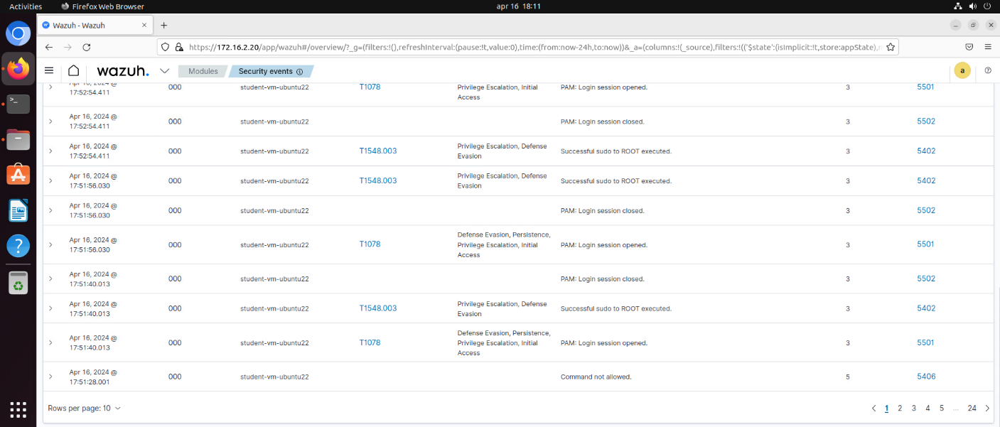 Activities Firefox Web Browser apr 16 18:11
Wazuh - Wazuh
https://172.16.2.20/app/wazuh#/overview/?_g=(filters:!(),refreshInterval:(pause:!t,value:0),time:(from:now-24h,to:now))&_a=(columns:!(_source),filters:!(('$state':(isImplicit:!t,store:appState),
wazuh. Modules Security events a
Apr 16, 2024 @
17:52:54.411 000 student-vm-ubuntu22 T1078 Privilege Escalation, Initial PAM: Login session opened. 3 5501
Access
Apr 16, 2024 @
17:52:54.411 000 student-vm-ubuntu22 PAM: Login session closed. 3 5502
Apr 16, 2024 @ Privilege Escalation, Defense
17:52:54.411 000 student-vm-ubuntu22 T1548.003 Evasion Successful sudo to ROOT executed. 3 5402
Apr 16, 2024 @ Privilege Escalation, Defense
17:51:56.030 000 student-vm-ubuntu22 T1548.003 Evasion Successful sudo to ROOT executed. 3 5402
Apr 16, 2024 @
17:51:56.030 000 student-vm-ubuntu22 PAM: Login session closed. 3 5502
Defense Evasion, Persistence,
Apr 16, 2024 @
17:51:56.030 000 student-vm-ubuntu22 T1078 Privilege Escalation, Initial PAM: Login session opened. 3 5501
Access
Apr 16, 2024 @
17:51:40.013 000 student-vm-ubuntu22 PAM: Login session closed. 3 5502
Apr 16, 2024 @ Privilege Escalation, Defense
17:51:40.013 000 student-vm-ubuntu22 T1548.003 Evasion Successful sudo to ROOT executed. 3 5402
Defense Evasion, Persistence,
Apr 16, 2024 @
17:51:40.013 000 student-vm-ubuntu22 T1078 Privilege Escalation, Initial PAM: Login session opened. 3 5501
Access
Apr 16, 2024 @
17:51:28.001 000 student-vm-ubuntu22 Command not allowed. 5 5406
Rows per page: 10 1 2 3 4 5 ... 24